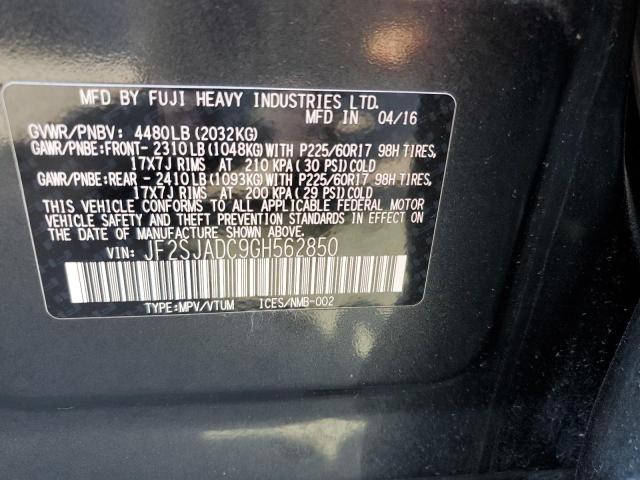 MFD BY FUJI HEAVY INDUSTRIES LTD.
MFD IN 04/16
GVWR/PNBV: 4480LB (2032KG)
GAWR/PNBE:FRONT- 2310 LB (1048KG) WITH P225/60R17 98H TIRES,
17X7J RIMS AT 210 KPA ( 30 PSI) COLD
GAWR/PNBE:REAR - 2410 LB (1093KG) WITH P225/60R17 98H TIRES,
17X7J RIMS AT 200 KPA ( 29 PSI) COLD
THIS VEHICLE CONFORMS TO ALL APPLICABLE FEDERAL MOTOR
VEHICLE SAFETY AND THEFT PREVENTION STANDARDS IN EFFECT ON
THE DATE OF MANUFACTURE SHOWN ABOVE.
VIN: JF2SJADC9GH562850
TYPE:MPV/VTUM ICES/NMB-002